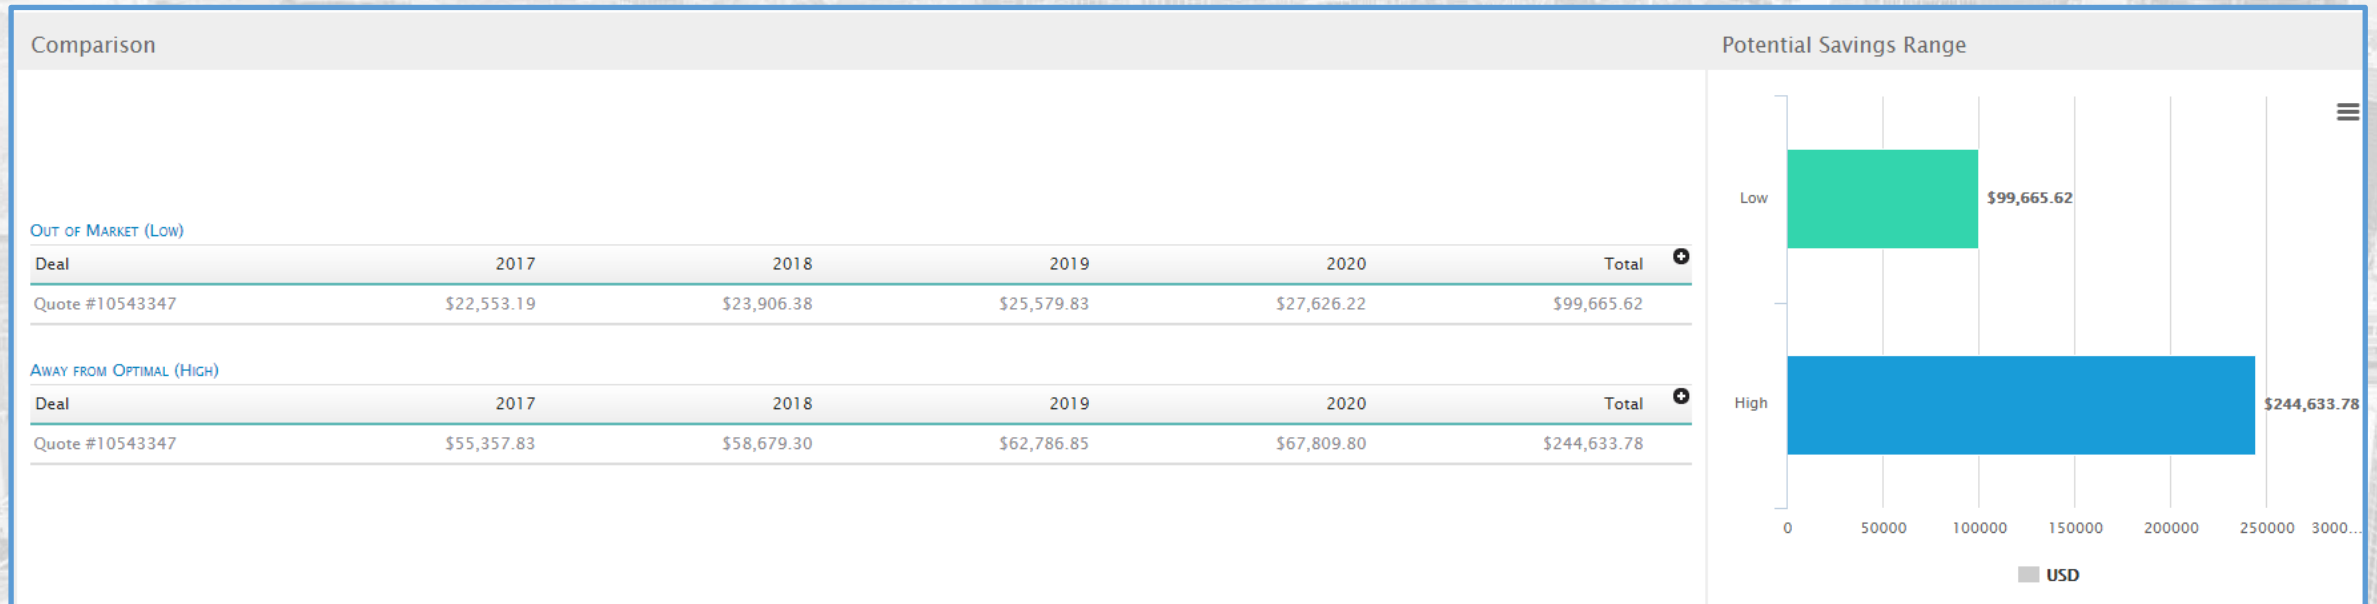 Comparison
Potential Savings Range
Out of Market (Low)
Deal 2017 2018 2019 2020 Total
Quote #10543347 $22,553.19 $23,906.38 $25,579.83 $27,626.22 $99,665.62
Away from Optimal (High)
Deal 2017 2018 2019 2020 Total
Quote #10543347 $55,357.83 $58,679.30 $62,786.85 $67,809.80 $244,633.78
Low $99,665.62
High $244,633.78
0 50000 100000 150000 200000 250000 3000...
USD